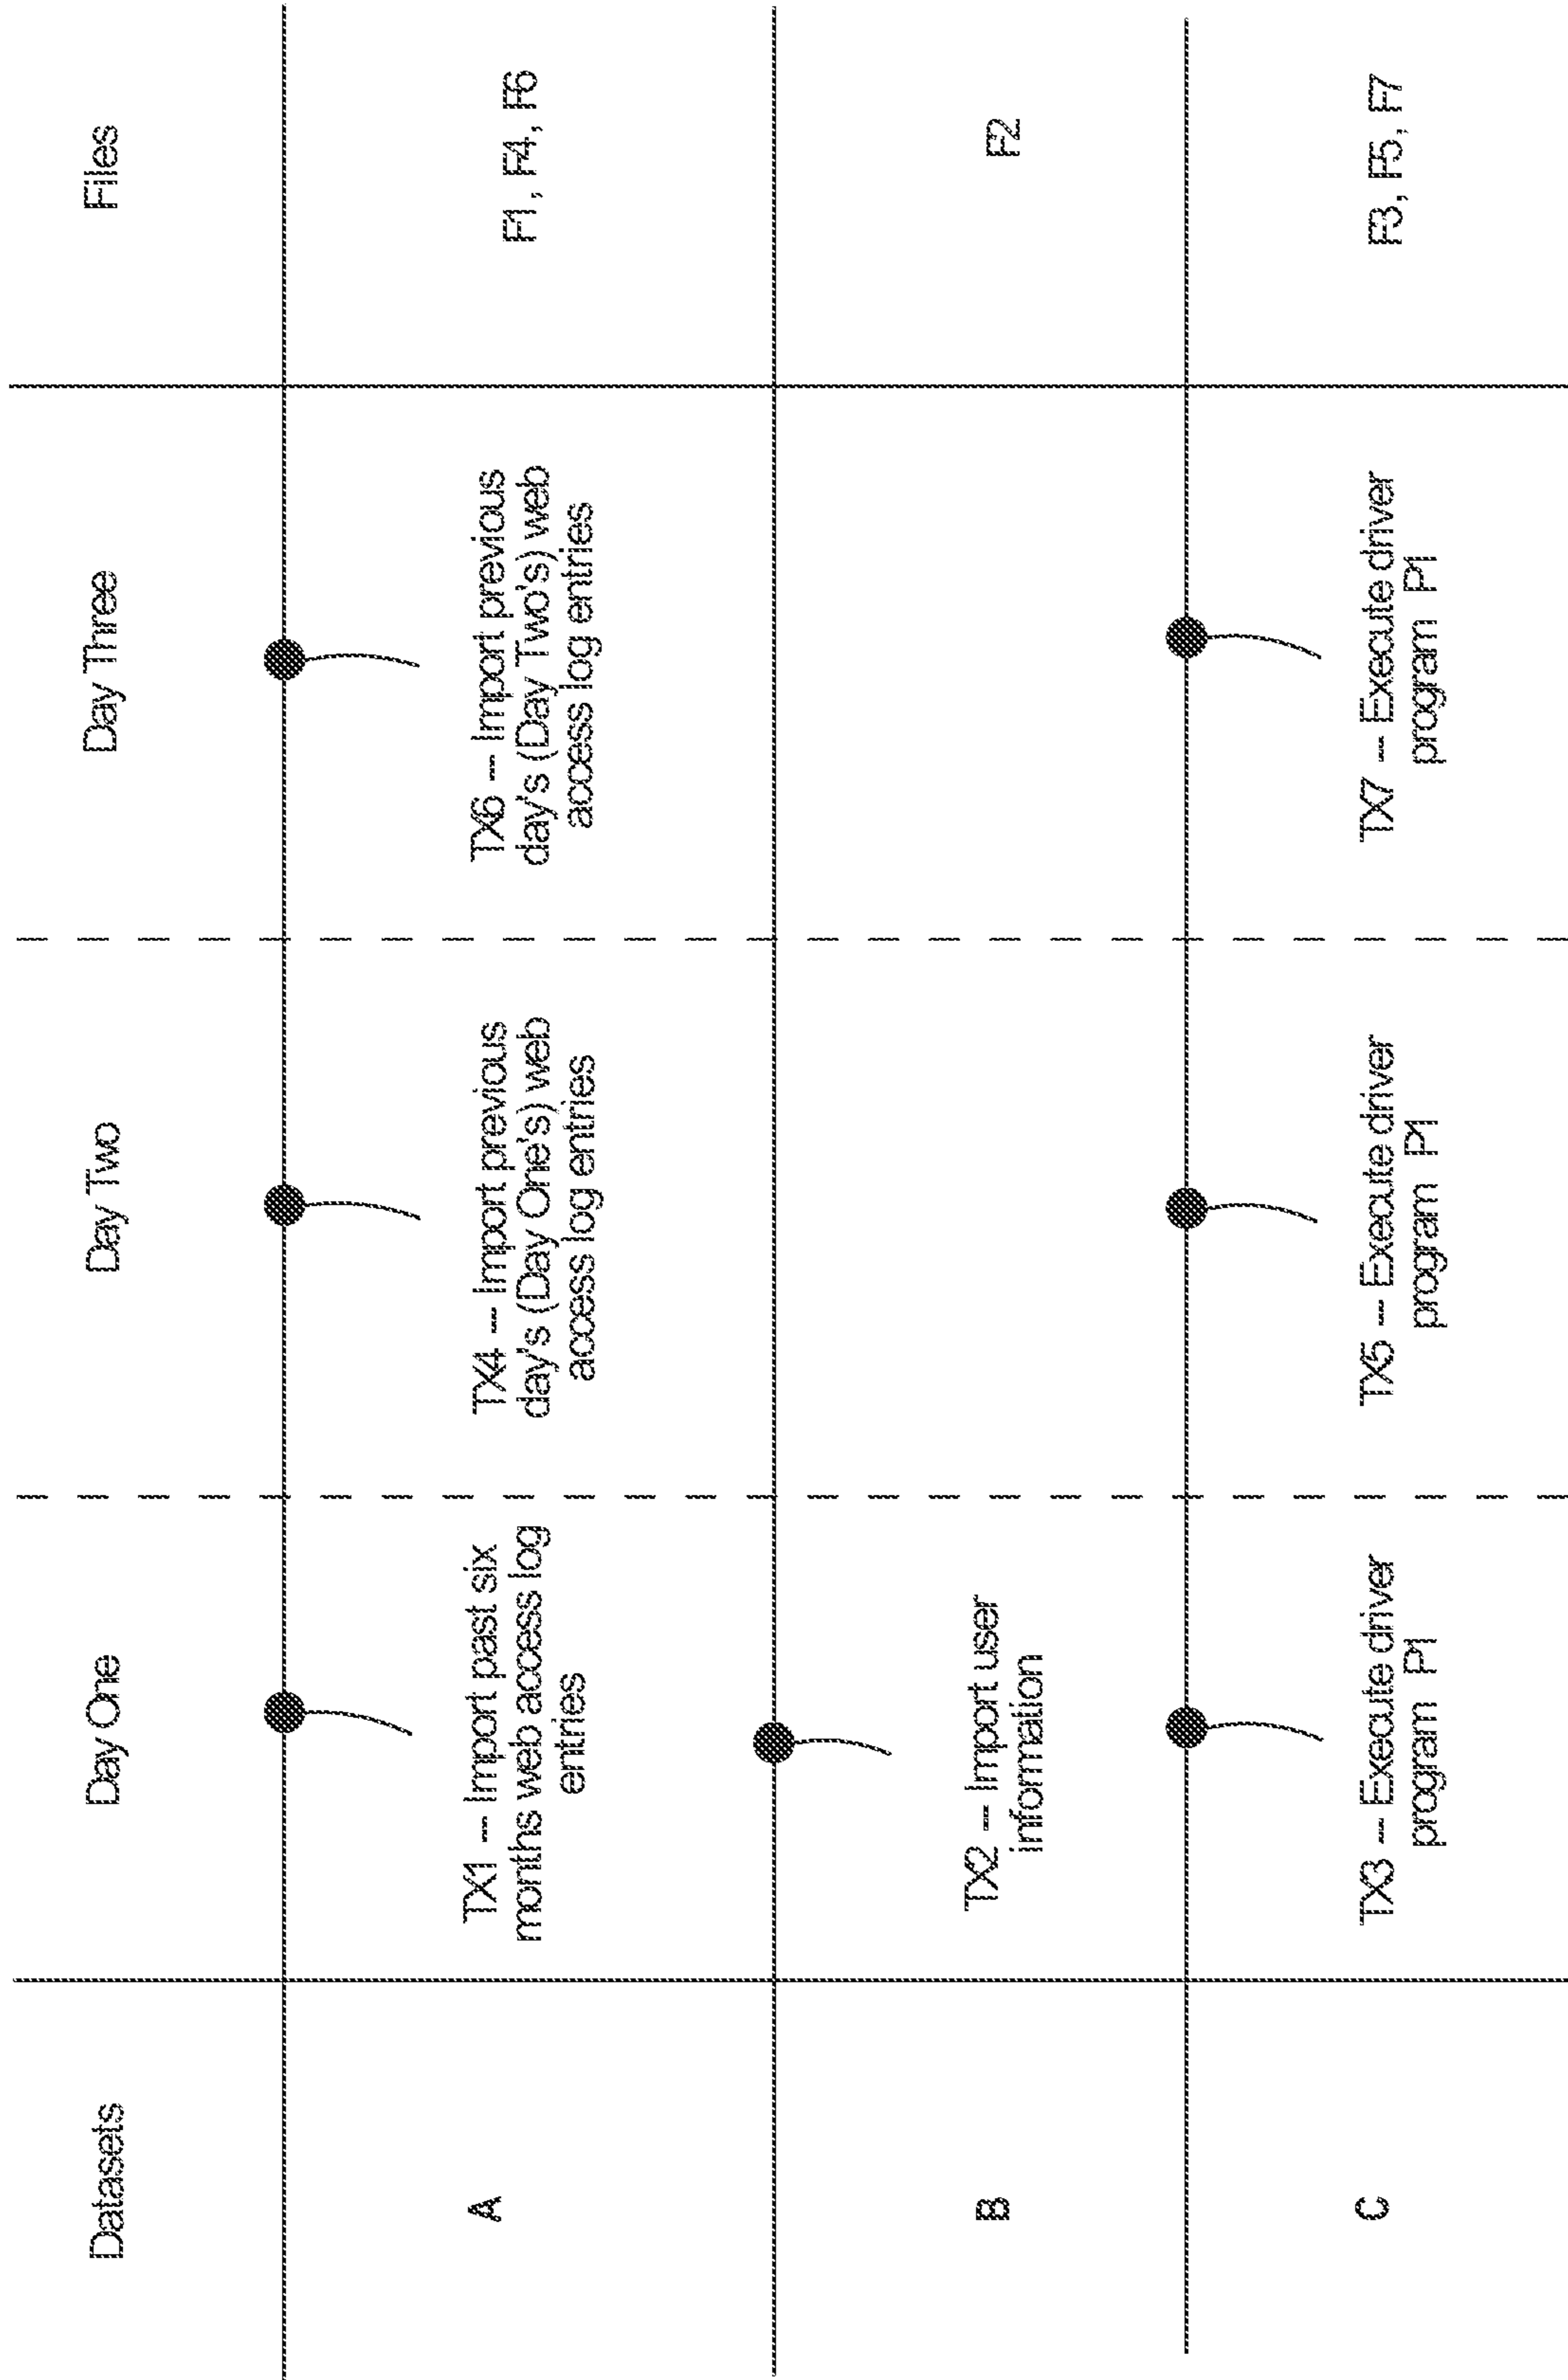 Datasets
Day One
Day Two
Day Three
Files
A
TX1 -- Import past six
months web access log
entries
TX4 -- Import previous
day's (Day One's) web
access log entries
TX6 -- Import previous
day's (Day Two's) web
access log entries
F1, F4, F6
B
TX2 -- Import user
information
F2
C
TX3 -- Execute driver
program P1
TX5 -- Execute driver
program P1
TX7 -- Execute driver
program P1
F3, F5, F7